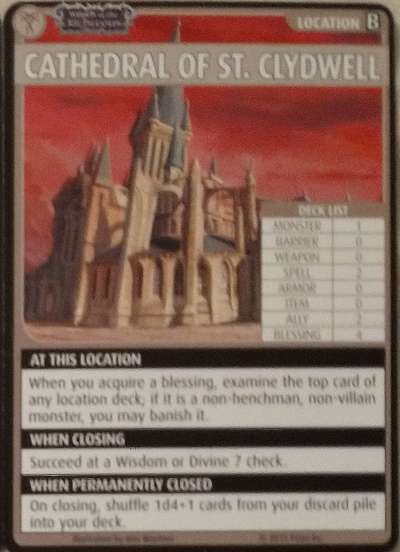 LOCATION B
CATHEDRAL OF ST. CLYDWELL
DECK LIST
MONSTER 1
BARRIER 0
WEAPON 0
SPELL 2
ARMOR 0
ITEM 0
ALLY 2
BLESSING 4
AT THIS LOCATION
When you acquire a blessing, examine the top card of
any location deck; if it is a non-henchman, non-villain
monster, you may banish it.
WHEN CLOSING
Succeed at a Wisdom or Divine 7 check.
WHEN PERMANENTLY CLOSED
On closing, shuffle 1d4+1 cards from your discard pile
into your deck.